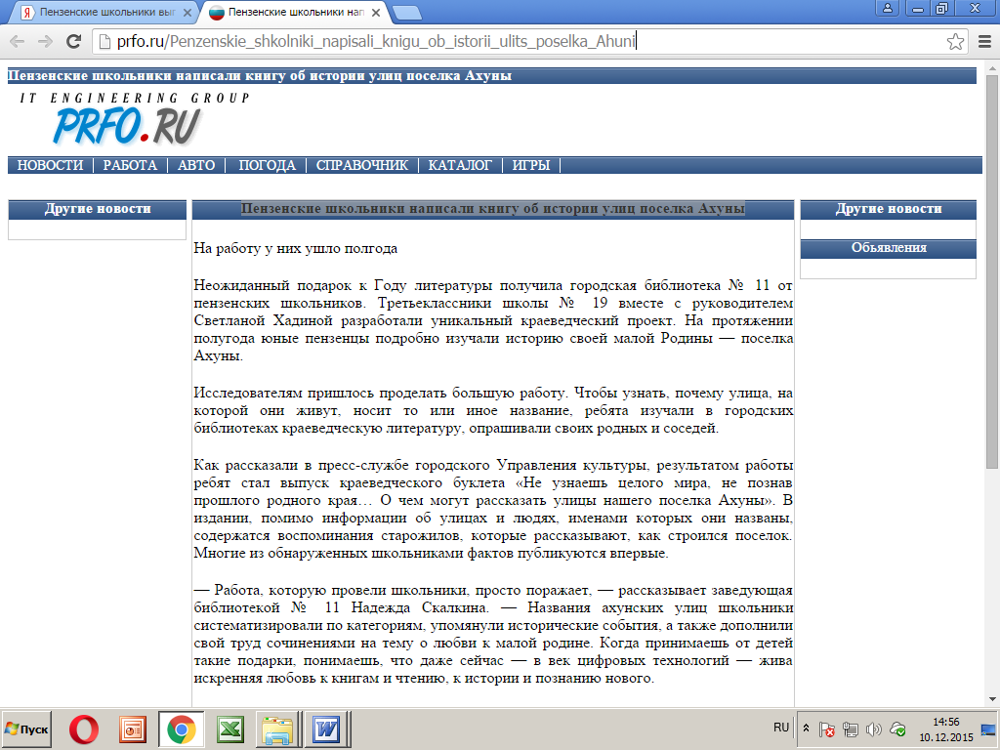 Пензенские школьники вып
Пензенские школьники нап
prfo.ru/Penzenskie_shkolniki_napisali_knigu_ob_istorii_ulits_poselka_Ahuni
Пензенские школьники написали книгу об истории улиц поселка Ахуны
IT ENGINEERING GROUP
PRFO.RU
НОВОСТИ РАБОТА АВТО ПОГОДА СПРАВОЧНИК КАТАЛОГ ИГРЫ
Другие новости
Пензенские школьники написали книгу об истории улиц поселка Ахуны
Другие новости
Обьявления
На работу у них ушло полгода
Неожиданный подарок к Году литературы получила городская библиотека № 11 от
пензенских школьников. Третьеклассники школы № 19 вместе с руководителем
Светланой Хадиной разработали уникальный краеведческий проект. На протяжении
полугода юные пензенцы подробно изучали историю своей малой Родины — поселка
Ахуны.
Исследователям пришлось проделать большую работу. Чтобы узнать, почему улица, на
которой они живут, носит то или иное название, ребята изучали в городских
библиотеках краеведческую литературу, опрашивали своих родных и соседей.
Как рассказали в пресс-службе городского Управления культуры, результатом работы
ребят стал выпуск краеведческого буклета «Не узнаешь целого мира, не познав
прошлого родного края… О чем могут рассказать улицы нашего поселка Ахуны». В
издании, помимо информации об улицах и людях, именами которых они названы,
содержатся воспоминания старожилов, которые рассказывают, как строился поселок.
Многие из обнаруженных школьниками фактов публикуются впервые.
— Работа, которую провели школьники, просто поражает, — рассказывает заведующая
библиотекой № 11 Надежда Скалкина. — Названия ахунских улиц школьники
систематизировали по категориям, упомянули исторические события, а также дополнили
свой труд сочинениями на тему о любви к малой родине. Когда принимаешь от детей
такие подарки, понимаешь, что даже сейчас — в век цифровых технологий — жива
искренняя любовь к книгам и чтению, к истории и познанию нового.
Пуск
RU
14:56
10.12.2015